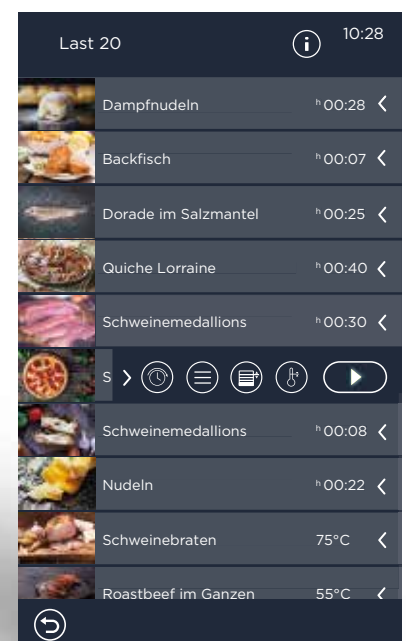 Last 20
10:28
Dampfnudeln h 00:28
Backfisch h 00:07
Dorade im Salzmantel h 00:25
Quiche Lorraine h 00:40
Schweinemedallions h 00:30
S
Schweinemedallions h 00:08
Nudeln h 00:22
Schweinebraten 75°C
Roastbeef im Ganzen 55°C